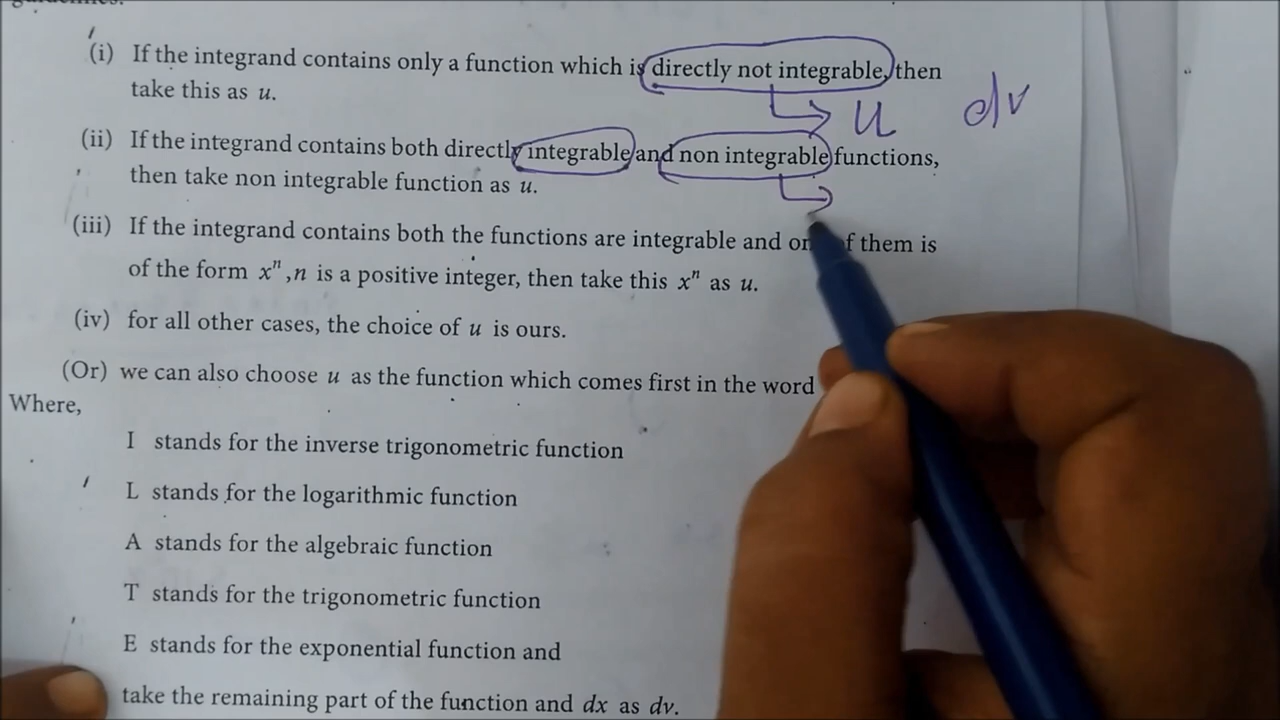 (i) If the integrand contains only a function which is directly not integrable, then
take this as u.
u dv
(ii) If the integrand contains both directly integrable and non integrable functions,
then take non integrable function as u.
(iii) If the integrand contains both the functions are integrable and of them is
of the form xⁿ ,n is a positive integer, then take this xⁿ as u.
(iv) for all other cases, the choice of u is ours.
(Or) we can also choose u as the function which comes first in the word
Where,
I stands for the inverse trigonometric function
L stands for the logarithmic function
A stands for the algebraic function
T stands for the trigonometric function
E stands for the exponential function and
take the remaining part of the function and dx as dv.